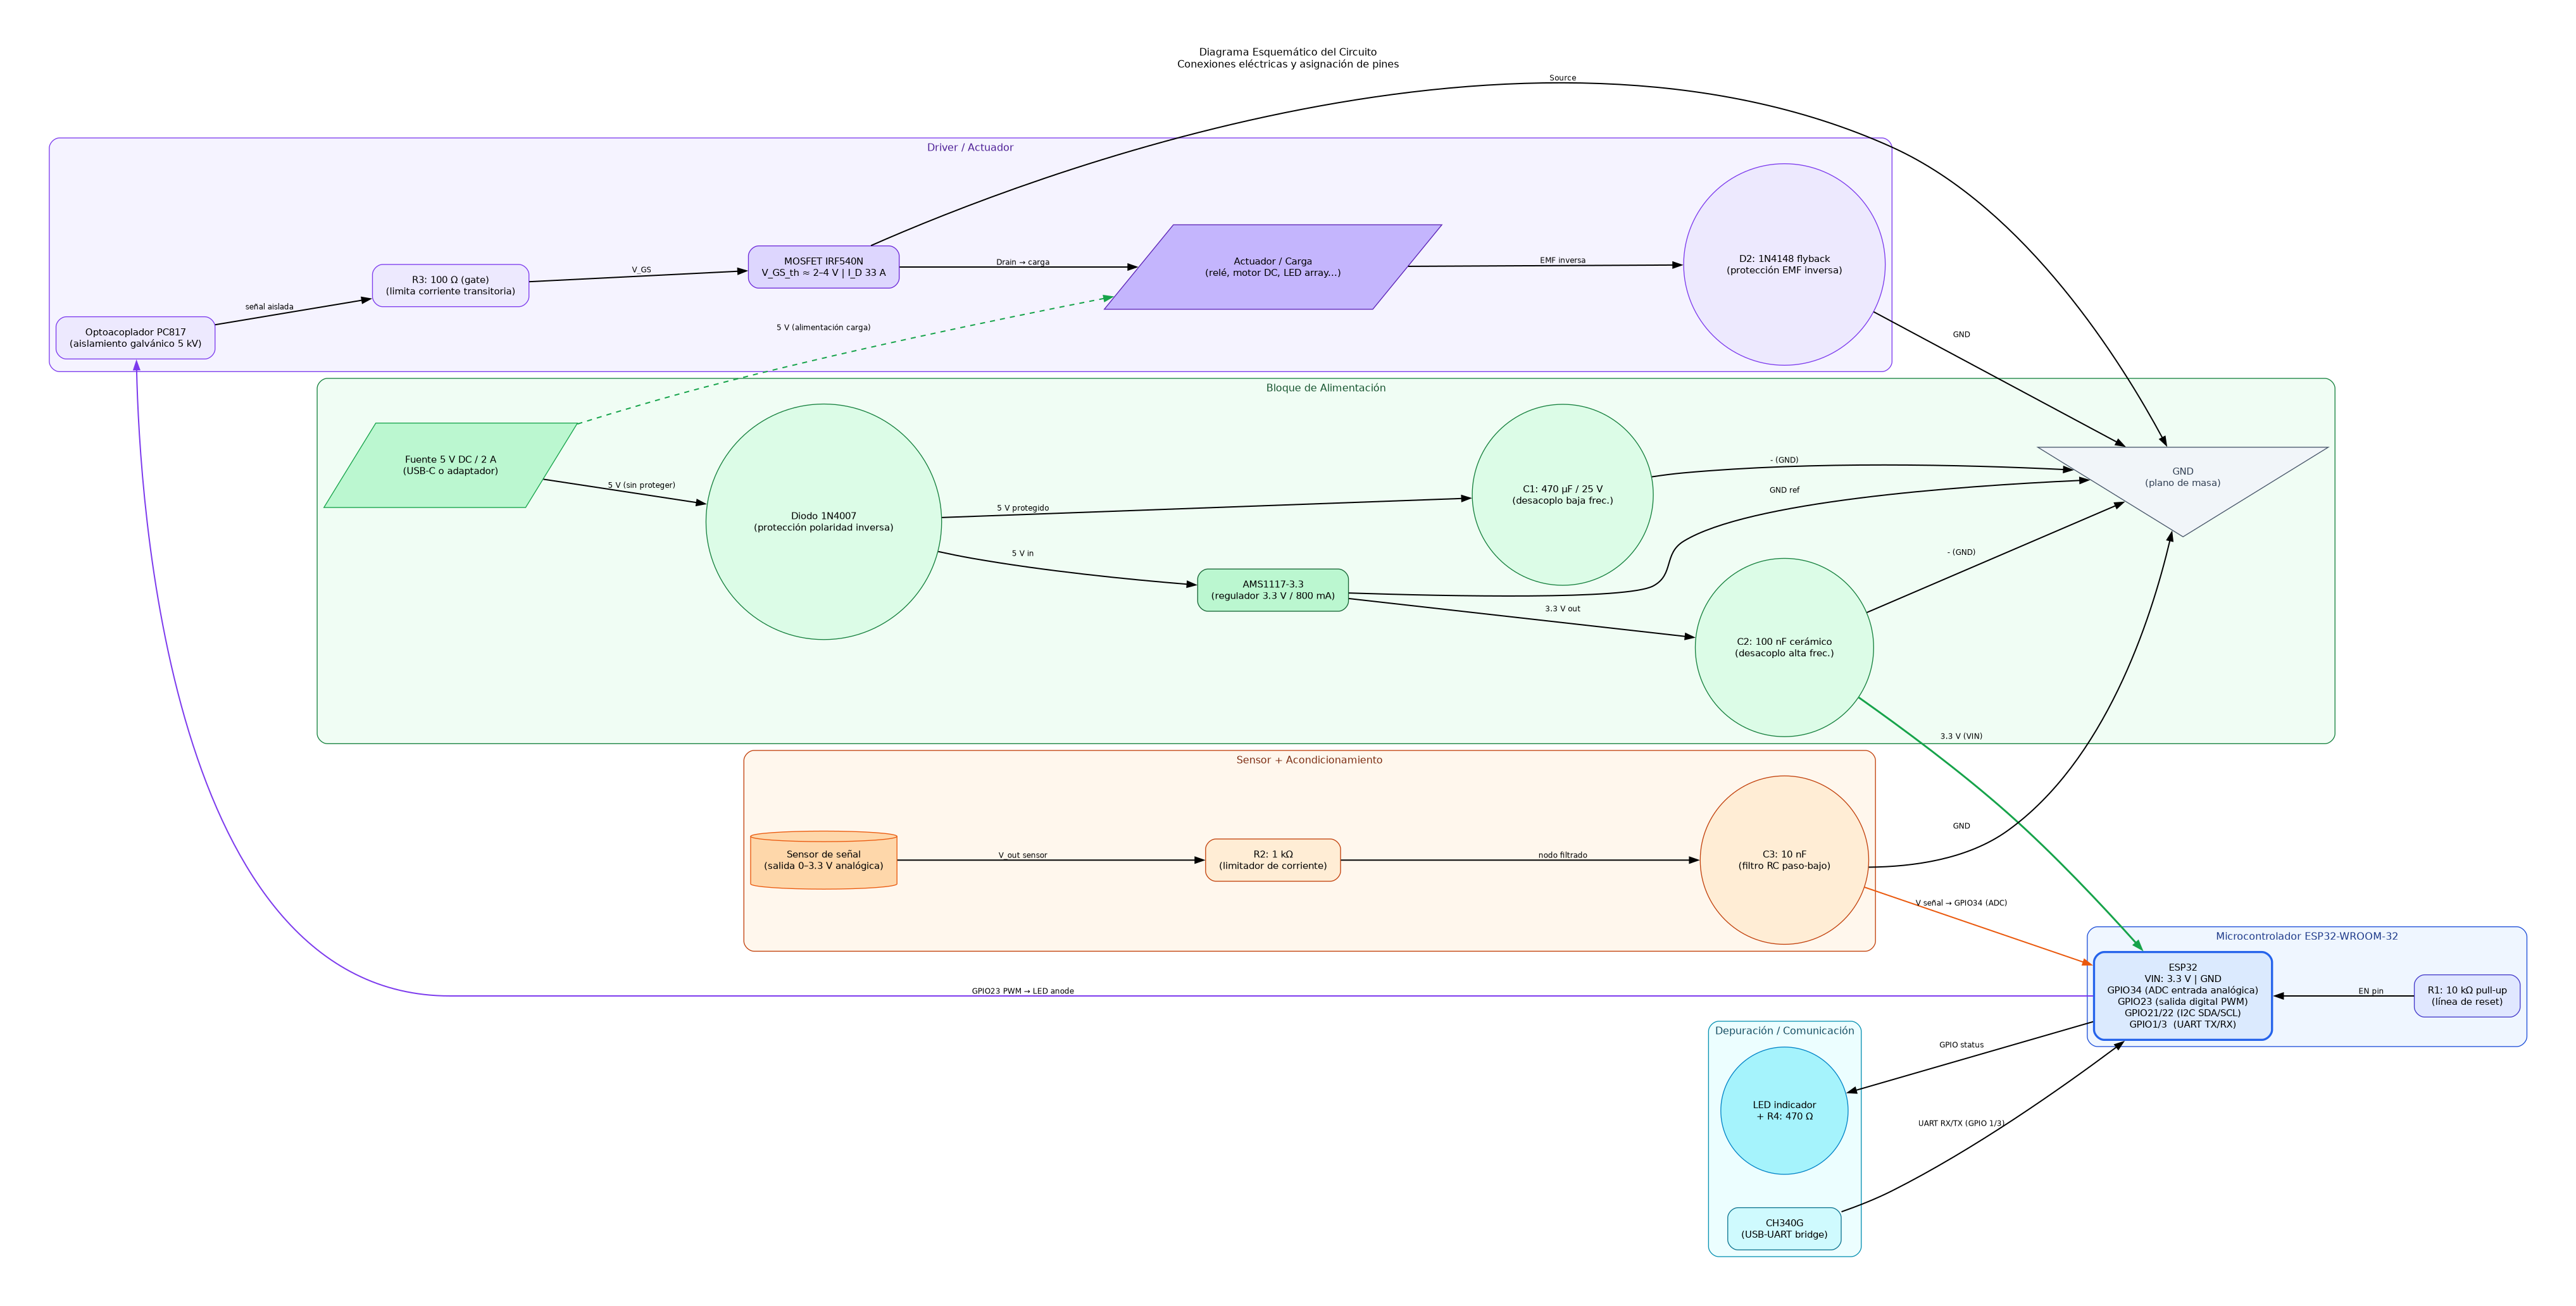 Diagrama Esquemático del Circuito
Conexiones eléctricas y asignación de pines
Source
Driver / Actuador
Optoacoplador PC817
(aislamiento galvánico 5 kV)
señal aislada
R3: 100 Ω (gate)
(limita corriente transitoria)
V_GS
MOSFET IRF540N
V_GS_th ≈ 2–4 V | I_D 33 A
Drain → carga
Actuador / Carga
(relé, motor DC, LED array...)
EMF inversa
D2: 1N4148 flyback
(protección EMF inversa)
5 V (alimentación carga)
GND
Bloque de Alimentación
Fuente 5 V DC / 2 A
(USB-C o adaptador)
5 V (sin proteger)
Diodo 1N4007
(protección polaridad inversa)
5 V protegido
5 V in
C1: 470 µF / 25 V
(desacoplo baja frec.)
- (GND)
GND ref
GND
(plano de masa)
AMS1117-3.3
(regulador 3.3 V / 800 mA)
3.3 V out
C2: 100 nF cerámico
(desacoplo alta frec.)
- (GND)
3.3 V (VIN)
Sensor + Acondicionamiento
Sensor de señal
(salida 0–3.3 V analógica)
V_out sensor
R2: 1 kΩ
(limitador de corriente)
nodo filtrado
C3: 10 nF
(filtro RC paso-bajo)
GND
V señal → GPIO34 (ADC)
GPIO23 PWM → LED anode
Microcontrolador ESP32-WROOM-32
ESP32
VIN: 3.3 V | GND
GPIO34 (ADC entrada analógica)
GPIO23 (salida digital PWM)
GPIO21/22 (I2C SDA/SCL)
GPIO1/3  (UART TX/RX)
EN pin
R1: 10 kΩ pull-up
(línea de reset)
Depuración / Comunicación
GPIO status
LED indicador
+ R4: 470 Ω
UART RX/TX (GPIO 1/3)
CH340G
(USB-UART bridge)